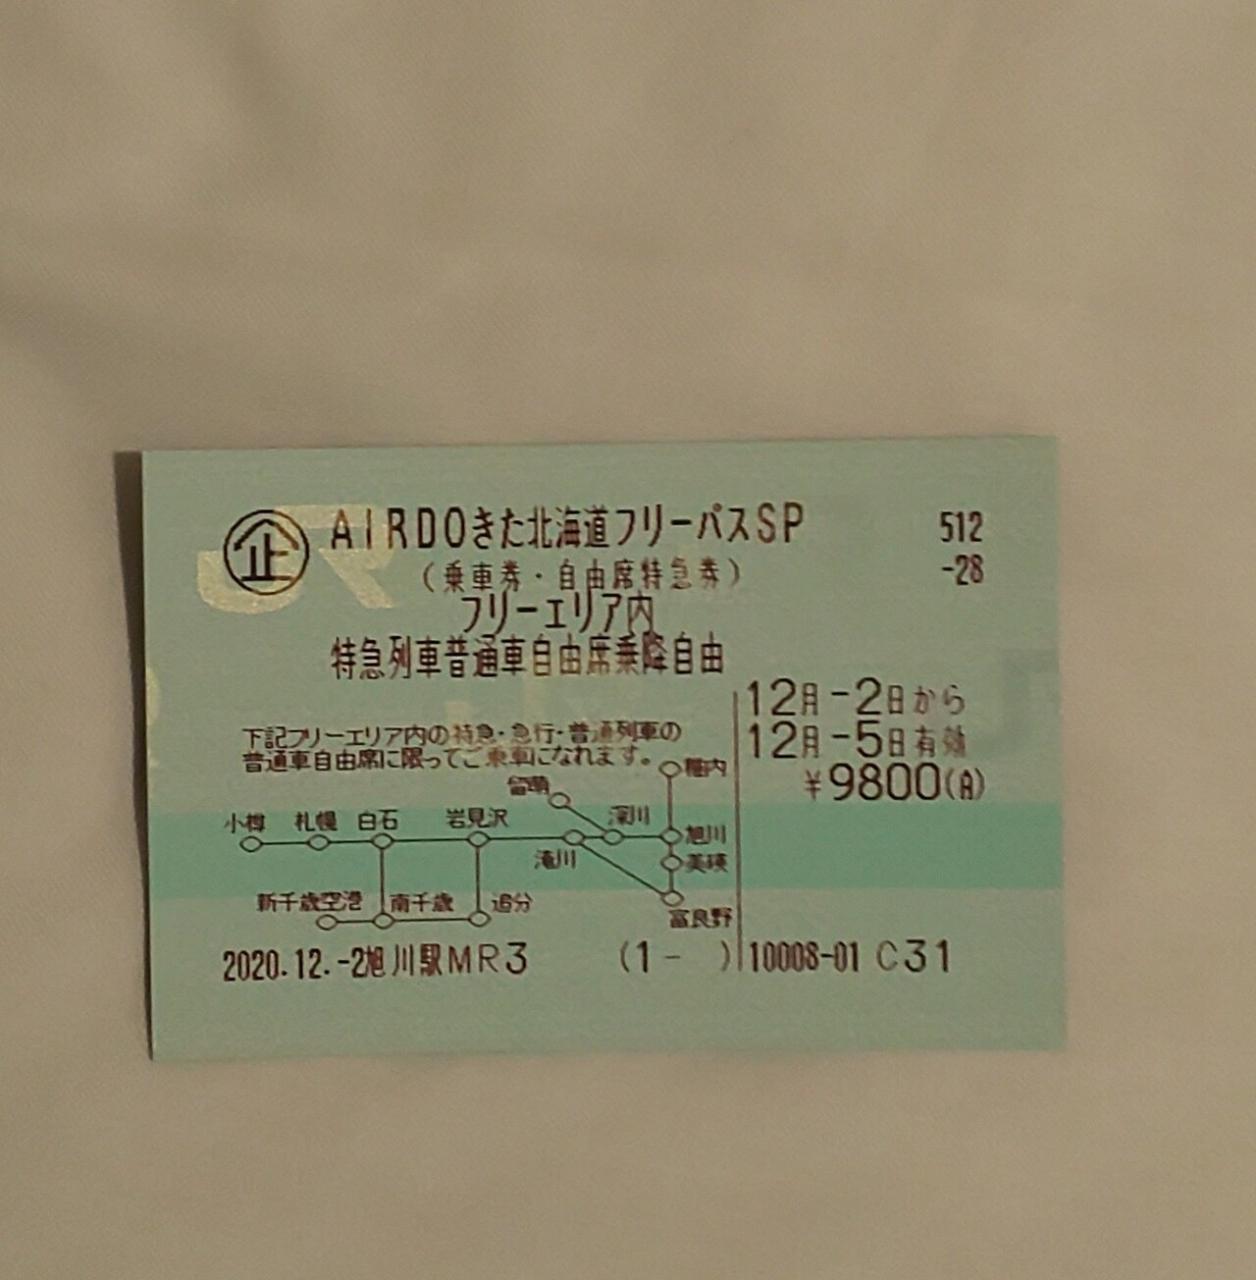 企 AIRDOきた北海道フリーパスSP 512
(乗車券・自由席特急券) -28
フリーエリア内
特急列車普通車自由席乗降自由
12月-2日から
下記フリーエリア内の特急・急行・普通列車の 12月-5日有効
普通車自由席に限ってご乗車になれます。 稚内 ¥9800(A)
留萌
小樽 札幌 白石 岩見沢 深川 旭川
滝川 美瑛
新千歳空港 南千歳 追分 富良野
2020.12.-2旭川駅MR3 (1- ) 10008-01 C31